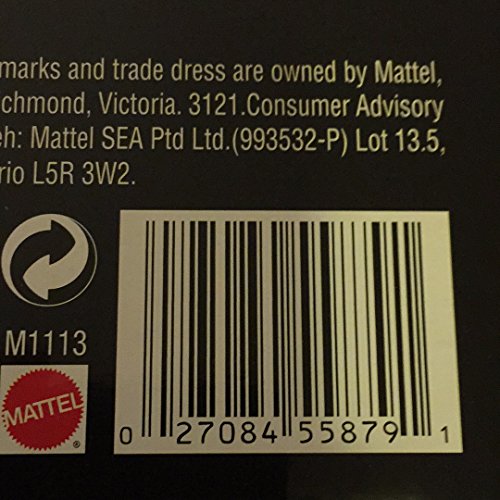 marks and trade dress are owned by Mattel,
ichmond, Victoria. 3121.Consumer Advisory
eh: Mattel SEA Ptd Ltd.(993532-P) Lot 13.5,
rio L5R 3W2.
M1113
MATTEL
®
0 27084 55879 1